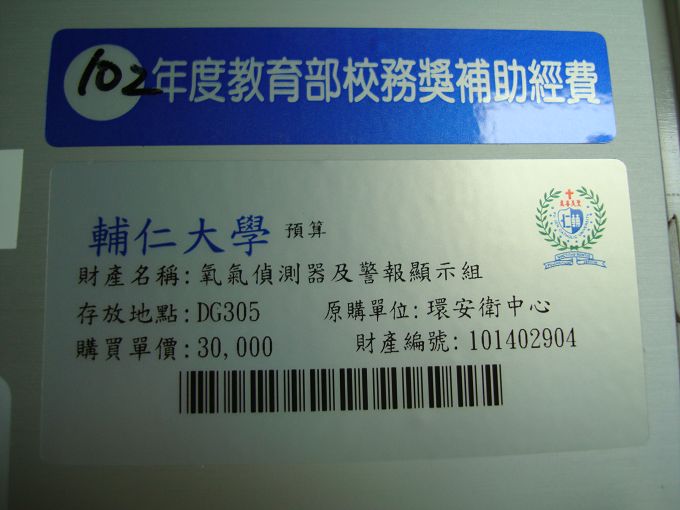 102年度教育部校務獎補助經費
輔仁大學 預算
財產名稱:氧氣偵測器及警報顯示組
存放地點:DG305 原購單位:環安衛中心
購買單價:30,000 財產編號:101402904